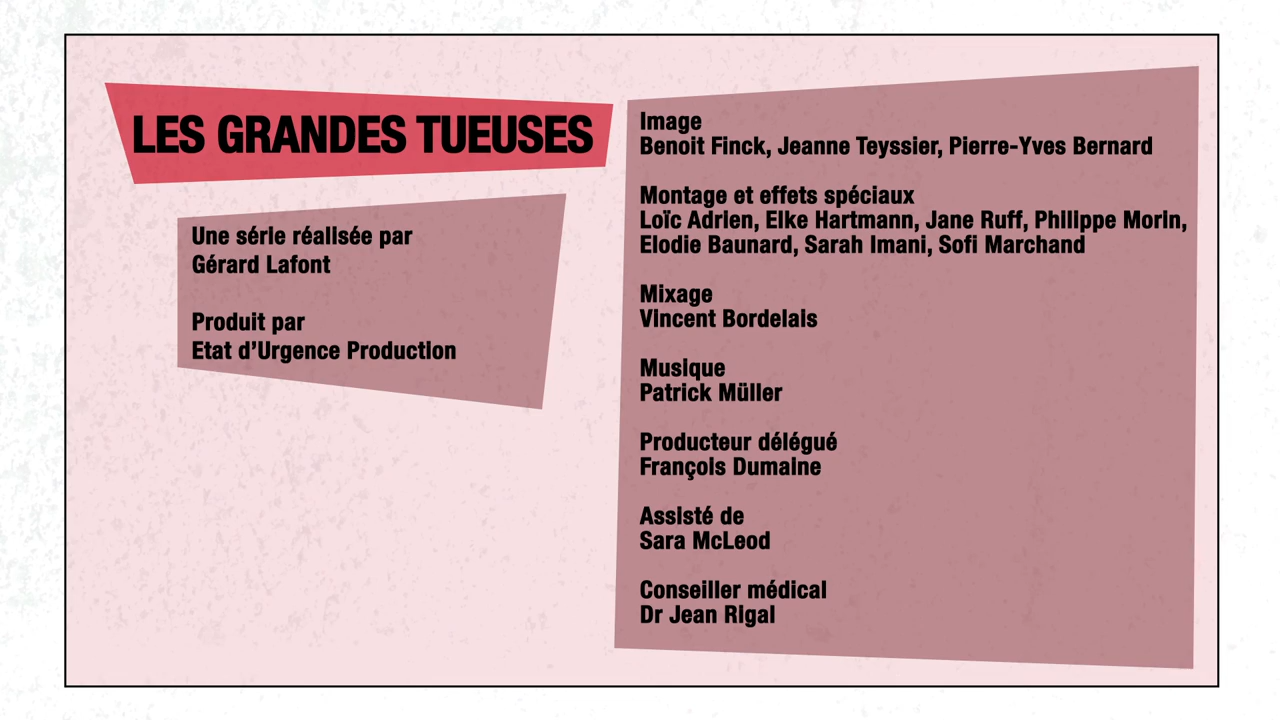 LES GRANDES TUEUSES
Une série réalisée par
Gérard Lafont
Produit par
Etat d'Urgence Production
Image
Benoit Finck, Jeanne Teyssier, Pierre-Yves Bernard
Montage et effets spéciaux
Loïc Adrien, Elke Hartmann, Jane Ruff, Philippe Morin,
Elodie Baunard, Sarah Imani, Sofi Marchand
Mixage
Vincent Bordelais
Musique
Patrick Müller
Producteur délégué
François Dumaine
Assisté de
Sara McLeod
Conseiller médical
Dr Jean Rigal